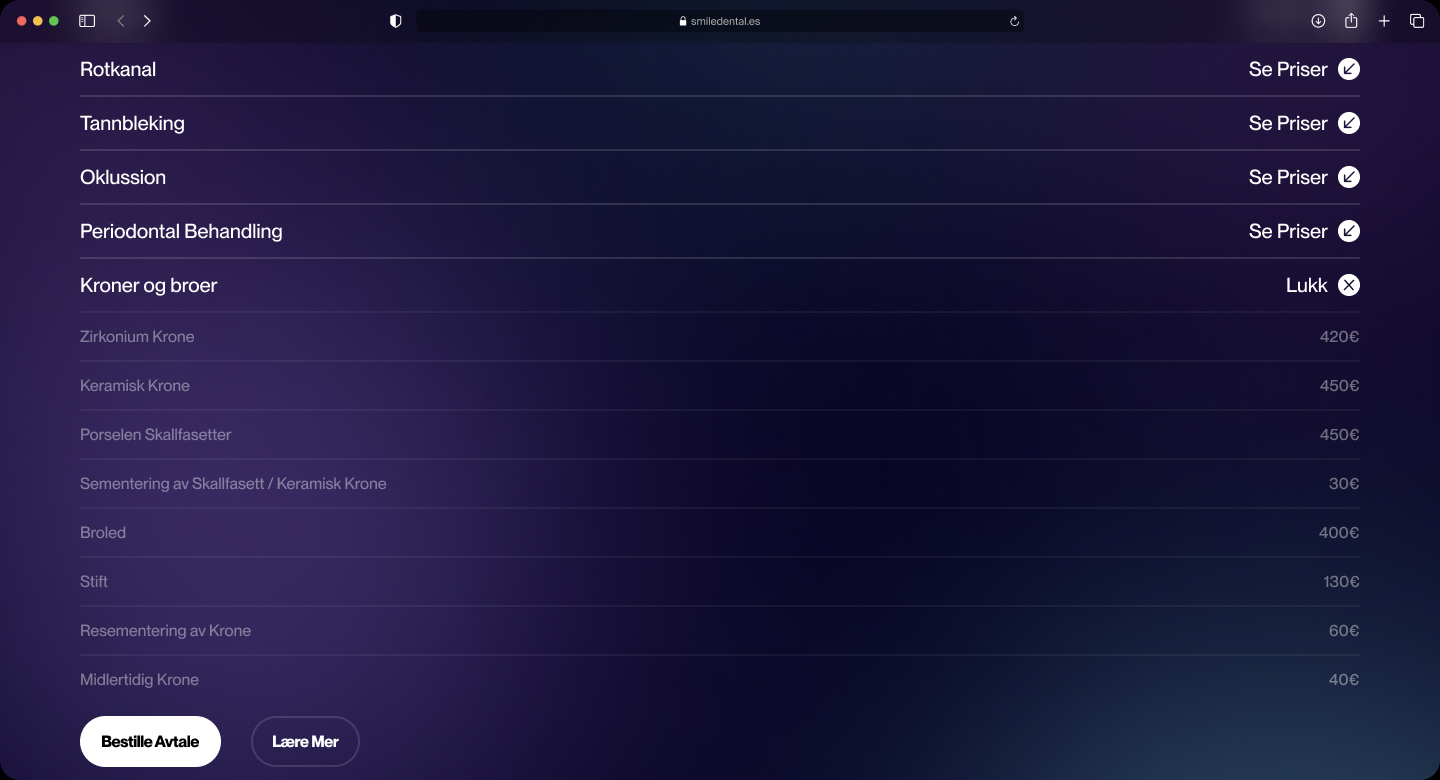 smiledental.es
Rotkanal Se Priser
Tannbleking Se Priser
Oklussion Se Priser
Periodontal Behandling Se Priser
Kroner og broer Lukk
Zirkonium Krone 420€
Keramisk Krone 450€
Porselen Skallfasetter 450€
Sementering av Skallfasett / Keramisk Krone 30€
Broled 400€
Stift 130€
Resementering av Krone 60€
Midlertidig Krone 40€
Bestille Avtale Lære Mer